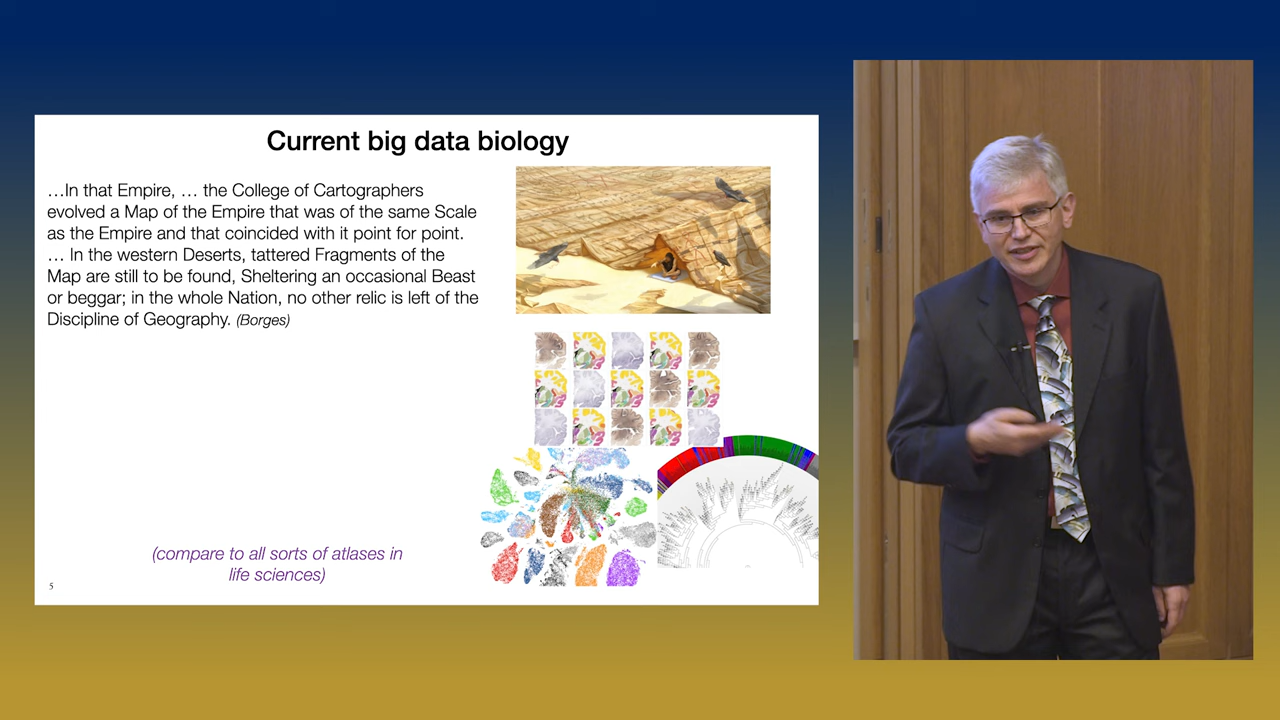 Current big data biology
…In that Empire, … the College of Cartographers
evolved a Map of the Empire that was of the same Scale
as the Empire and that coincided with It point for point.
… In the western Deserts, tattered Fragments of the
Map are still to be found, Sheltering an occasional Beast
or beggar; in the whole Nation, no other relic is left of the
Discipline of Geography. (Borges)
(compare to all sorts of atlases in
life sciences)
5